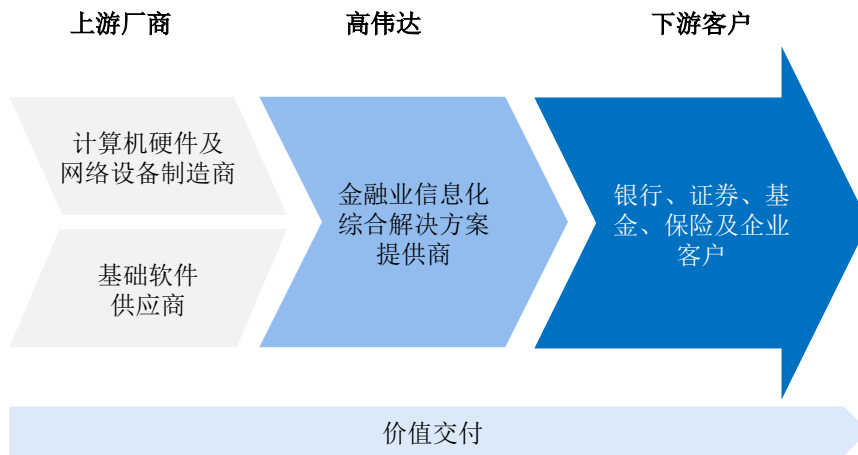 上游厂商
高伟达
下游客户
计算机硬件及
网络设备制造商
基础软件
供应商
金融业信息化
综合解决方案
提供商
银行、证券、基
金、保险及企业
客户
价值交付